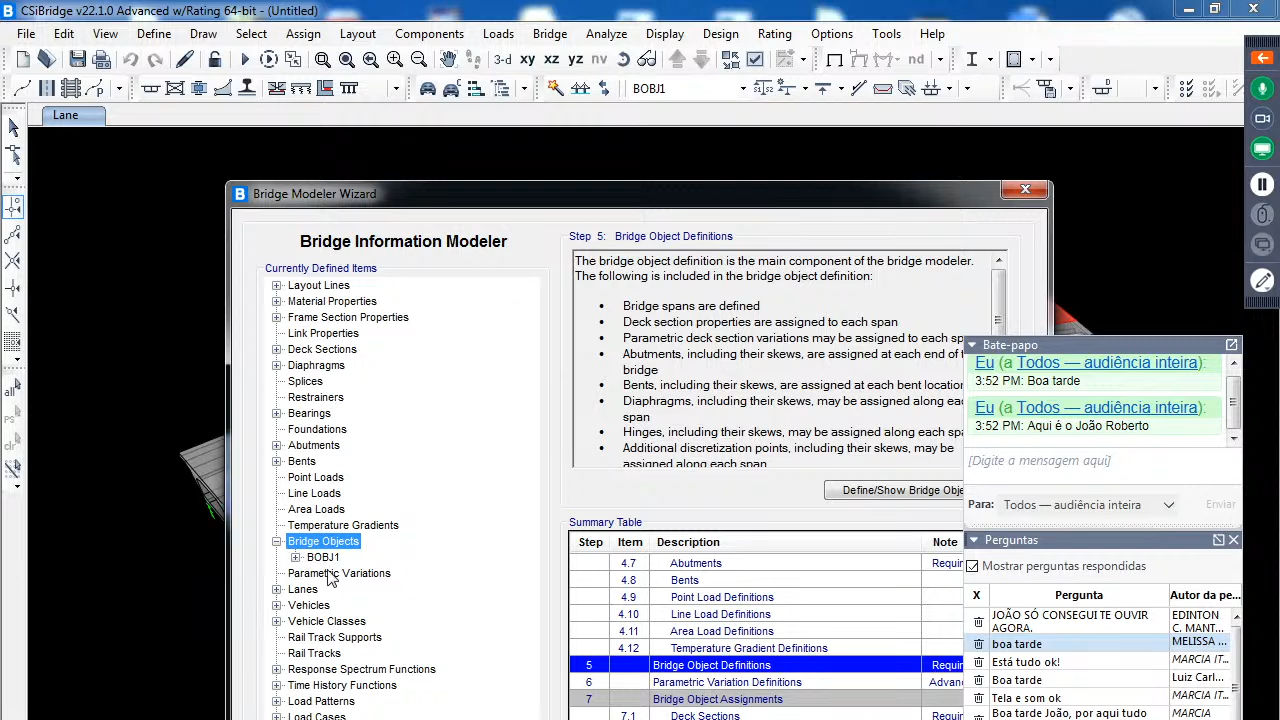 CSiBridge v22.1.0 Advanced w/Rating 64-bit - (Untitled)
File Edit View Define Draw Select Assign Layout Components Loads Bridge Analyze Display Design Rating Options Tools Help
3-d xy xz yz nv nd
BOBJ1
Lane
all
PS
clr
Bridge Modeler Wizard
Bridge Information Modeler
Currently Defined Items
Layout Lines
Material Properties
Frame Section Properties
Link Properties
Deck Sections
Diaphragms
Splices
Restrainers
Bearings
Foundations
Abutments
Bents
Point Loads
Line Loads
Area Loads
Temperature Gradients
Bridge Objects
BOBJ1
Parametric Variations
Lanes
Vehicles
Vehicle Classes
Rail Track Supports
Rail Tracks
Response Spectrum Functions
Time History Functions
Load Patterns
Load Cases
Step 5: Bridge Object Definitions
The bridge object definition is the main component of the bridge modeler.
The following is included in the bridge object definition:
• Bridge spans are defined
• Deck section properties are assigned to each span
• Parametric deck section variations may be assigned to each spa
• Abutments, including their skews, are assigned at each end of
bridge
• Bents, including their skews, are assigned at each bent location
• Diaphragms, including their skews, may be assigned along eac
span
• Hinges, including their skews, may be assigned along each spa
• Additional discretization points, including their skews, may be
assigned along each span
Define/Show Bridge Obje
Summary Table
Step Item Description Note
4.7 Abutments Requi
4.8 Bents
4.9 Point Load Definitions
4.10 Line Load Definitions
4.11 Area Load Definitions
4.12 Temperature Gradient Definitions
5 Bridge Object Definitions Requir
6 Parametric Variation Definitions Advan
7 Bridge Object Assignments
7.1 Deck Sections
Bate-papo
Eu (a Todos — audiência inteira):
3:52 PM: Boa tarde
Eu (a Todos — audiência inteira):
3:52 PM: Aqui é o João Roberto
[Digite a mensagem aqui]
Para: Todos — audiência inteira Enviar
Perguntas
Mostrar perguntas respondidas
X Pergunta Autor da pe...
JOÃO SÓ CONSEGUI TE OUVIR AGORA. EDINTON C. MANT...
boa tarde MELISSA ...
Está tudo ok! MARCIA IT...
Boa tarde Luiz Carl...
Tela e som ok MARCIA IT...
Boa tarde João, por aqui tudo MARCIA